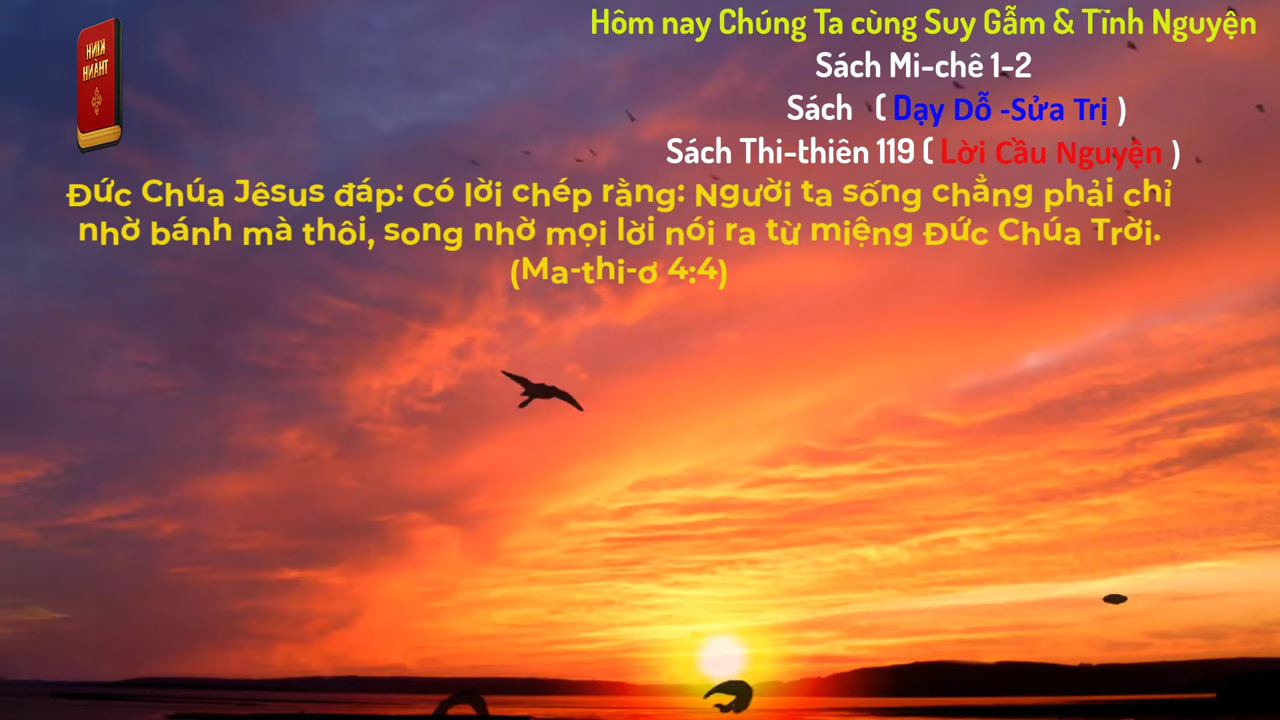 Hôm nay Chúng Ta cùng Suy Gẫm & Tĩnh Nguyện
Sách Mi-chê 1-2
Sách ( Dạy Dỗ -Sửa Trị )
Sách Thi-thiên 119 ( Lời Cầu Nguyện )
KINH
THÁNH
Đức Chúa Jêsus đáp: Có lời chép rằng: Người ta sống chẳng phải chỉ
nhờ bánh mà thôi, song nhờ mọi lời nói ra từ miệng Đức Chúa Trời.
(Ma-thi-ơ 4:4)